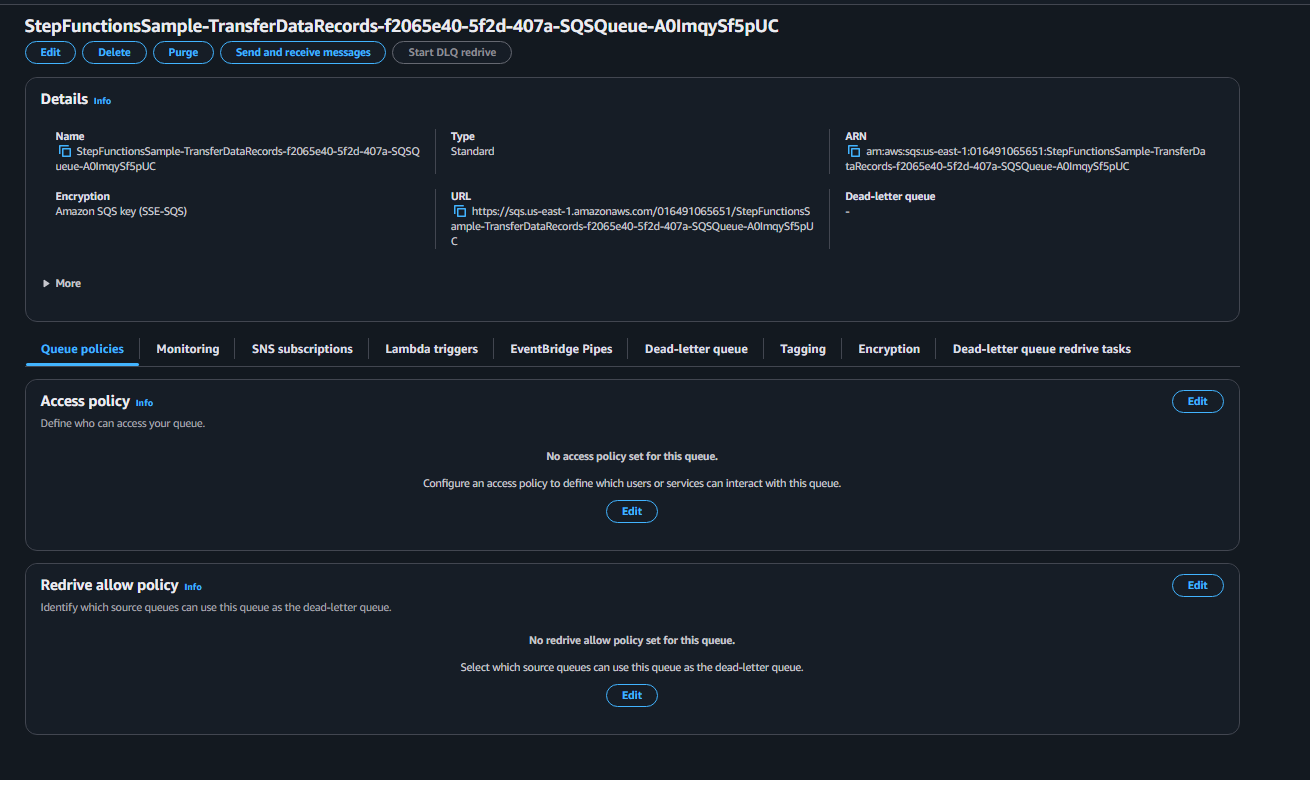 StepFunctionsSample-TransferDataRecords-f2065e40-5f2d-407a-SQSQueue-A0ImqySf5pUC
Edit Delete Purge Send and receive messages Start DLQ redrive
Details Info
Name
StepFunctionsSample-TransferDataRecords-f2065e40-5f2d-407a-SQSQ
ueue-A0ImqySf5pUC
Type
Standard
ARN
arn:aws:sqs:us-east-1:016491065651:StepFunctionsSample-TransferDa
taRecords-f2065e40-5f2d-407a-SQSQueue-A0ImqySf5pUC
Encryption
Amazon SQS key (SSE-SQS)
URL
https://sqs.us-east-1.amazonaws.com/016491065651/StepFunctionsS
ample-TransferDataRecords-f2065e40-5f2d-407a-SQSQueue-A0ImqySf5pU
C
Dead-letter queue
-
More
Queue policies Monitoring SNS subscriptions Lambda triggers EventBridge Pipes Dead-letter queue Tagging Encryption Dead-letter queue redrive tasks
Access policy Info
Edit
Define who can access your queue.
No access policy set for this queue.
Configure an access policy to define which users or services can interact with this queue.
Edit
Redrive allow policy Info
Edit
Identify which source queues can use this queue as the dead-letter queue.
No redrive allow policy set for this queue.
Select which source queues can use this queue as the dead-letter queue.
Edit